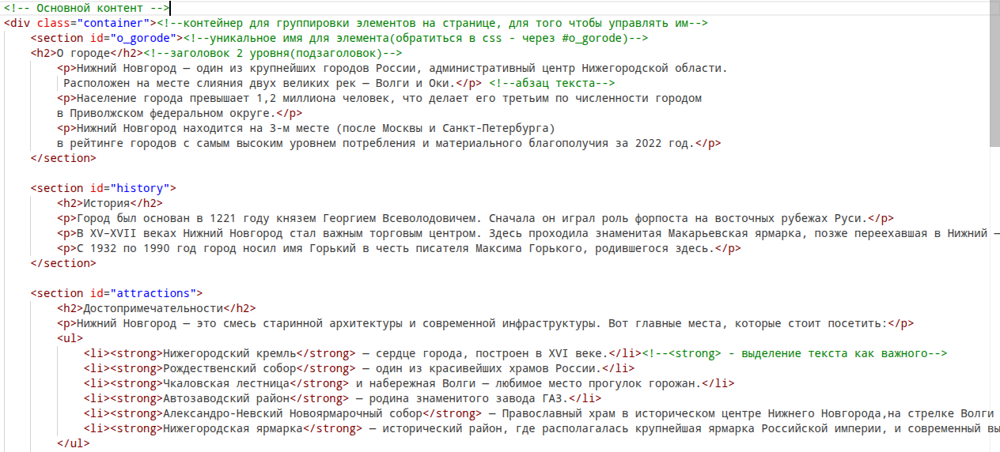 <!-- Основной контент -->
<div class="container"><!--контейнер для группировки элементов на странице, для того чтобы управлять им-->
<section id="o_gorode"><!--уникальное имя для элемента(обратиться в css - через #o_gorode)-->
<h2>О городе</h2><!--заголовок 2 уровня(подзаголовок)-->
<p>Нижний Новгород — один из крупнейших городов России, административный центр Нижегородской области.
Расположен на месте слияния двух великих рек — Волги и Оки.</p> <!--абзац текста-->
<p>Население города превышает 1,2 миллиона человек, что делает его третьим по численности городом
в Приволжском федеральном округе.</p>
<p>Нижний Новгород находится на 3-м месте (после Москвы и Санкт-Петербурга)
в рейтинге городов с самым высоким уровнем потребления и материального благополучия за 2022 год.</p>
</section>
<section id="history">
<h2>История</h2>
<p>Город был основан в 1221 году князем Георгием Всеволодовичем. Сначала он играл роль форпоста на восточных рубежах Руси.</p>
<p>В XV–XVII веках Нижний Новгород стал важным торговым центром. Здесь проходила знаменитая Макарьевская ярмарка, позже переехавшая в Нижний —
<p>С 1932 по 1990 год город носил имя Горький в честь писателя Максима Горького, родившегося здесь.</p>
</section>
<section id="attractions">
<h2>Достопримечательности</h2>
<p>Нижний Новгород — это смесь старинной архитектуры и современной инфраструктуры. Вот главные места, которые стоит посетить:</p>
<ul>
<li><strong>Нижегородский кремль</strong> — сердце города, построен в XVI веке.</li><!--<strong> - выделение текста как важного-->
<li><strong>Рождественский собор</strong> — один из красивейших храмов России.</li>
<li><strong>Чкаловская лестница</strong> и набережная Волги — любимое место прогулок горожан.</li>
<li><strong>Автозаводский район</strong> — родина знаменитого завода ГАЗ.</li>
<li><strong>Александро-Невский Новоярмарочный собор</strong> — Православный храм в историческом центре Нижнего Новгорода,на стрелке Волги
<li><strong>Нижегородская ярмарка</strong> — исторический район, где располагалась крупнейшая ярмарка Российской империи, и современный вы
</ul>